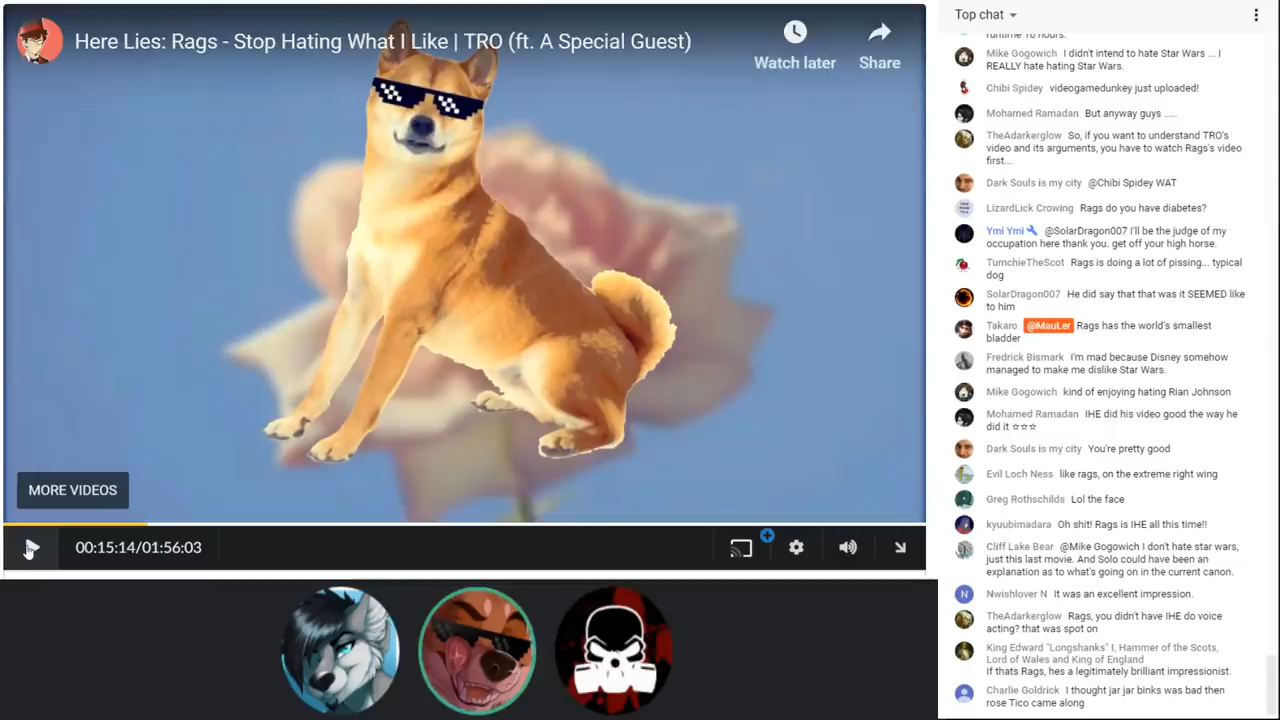 Here Lies: Rags - Stop Hating What I Like | TRO (ft. A Special Guest)
Watch later
Share
MORE VIDEOS
00:15:14/01:56:03
Top chat
runtime 10 hours.
Mike Gogowich I didn't intend to hate Star Wars ... I
REALLY hate hating Star Wars.
Chibi Spidey videogamedunkey just uploaded!
Mohamed Ramadan But anyway guys .....
TheAdarkerglow So, if you want to understand TRO's
video and its arguments, you have to watch Rags's video
first...
Dark Souls is my city @Chibi Spidey WAT
LizardLick Crowing Rags do you have diabetes?
Ymi Ymi @SolarDragon007 I'll be the judge of my
occupation here thank you. get off your high horse.
TumchieTheScot Rags is doing a lot of pissing... typical
dog
SolarDragon007 He did say that that was it SEEMED like
to him
Takaro @MauLer Rags has the world's smallest
bladder
Fredrick Bismark I'm mad because Disney somehow
managed to make me dislike Star Wars.
Mike Gogowich kind of enjoying hating Rian Johnson
Mohamed Ramadan IHE did his video good the way he
did it ☆☆☆
Dark Souls is my city You're pretty good
Evil Loch Ness like rags, on the extreme right wing
Greg Rothschilds Lol the face
kyuubimadara Oh shit! Rags is IHE all this time!!
Cliff Lake Bear @Mike Gogowich I don't hate star wars,
just this last movie. And Solo could have been an
explanation as to what's going on in the current canon.
N Nwishlover N It was an excellent impression.
TheAdarkerglow Rags, you didn't have IHE do voice
acting? that was spot on
King Edward "Longshanks" I, Hammer of the Scots,
Lord of Wales and King of England
If thats Rags, hes a legitimately brilliant impressionist.
Charlie Goldrick I thought jar jar binks was bad then
rose Tico came along